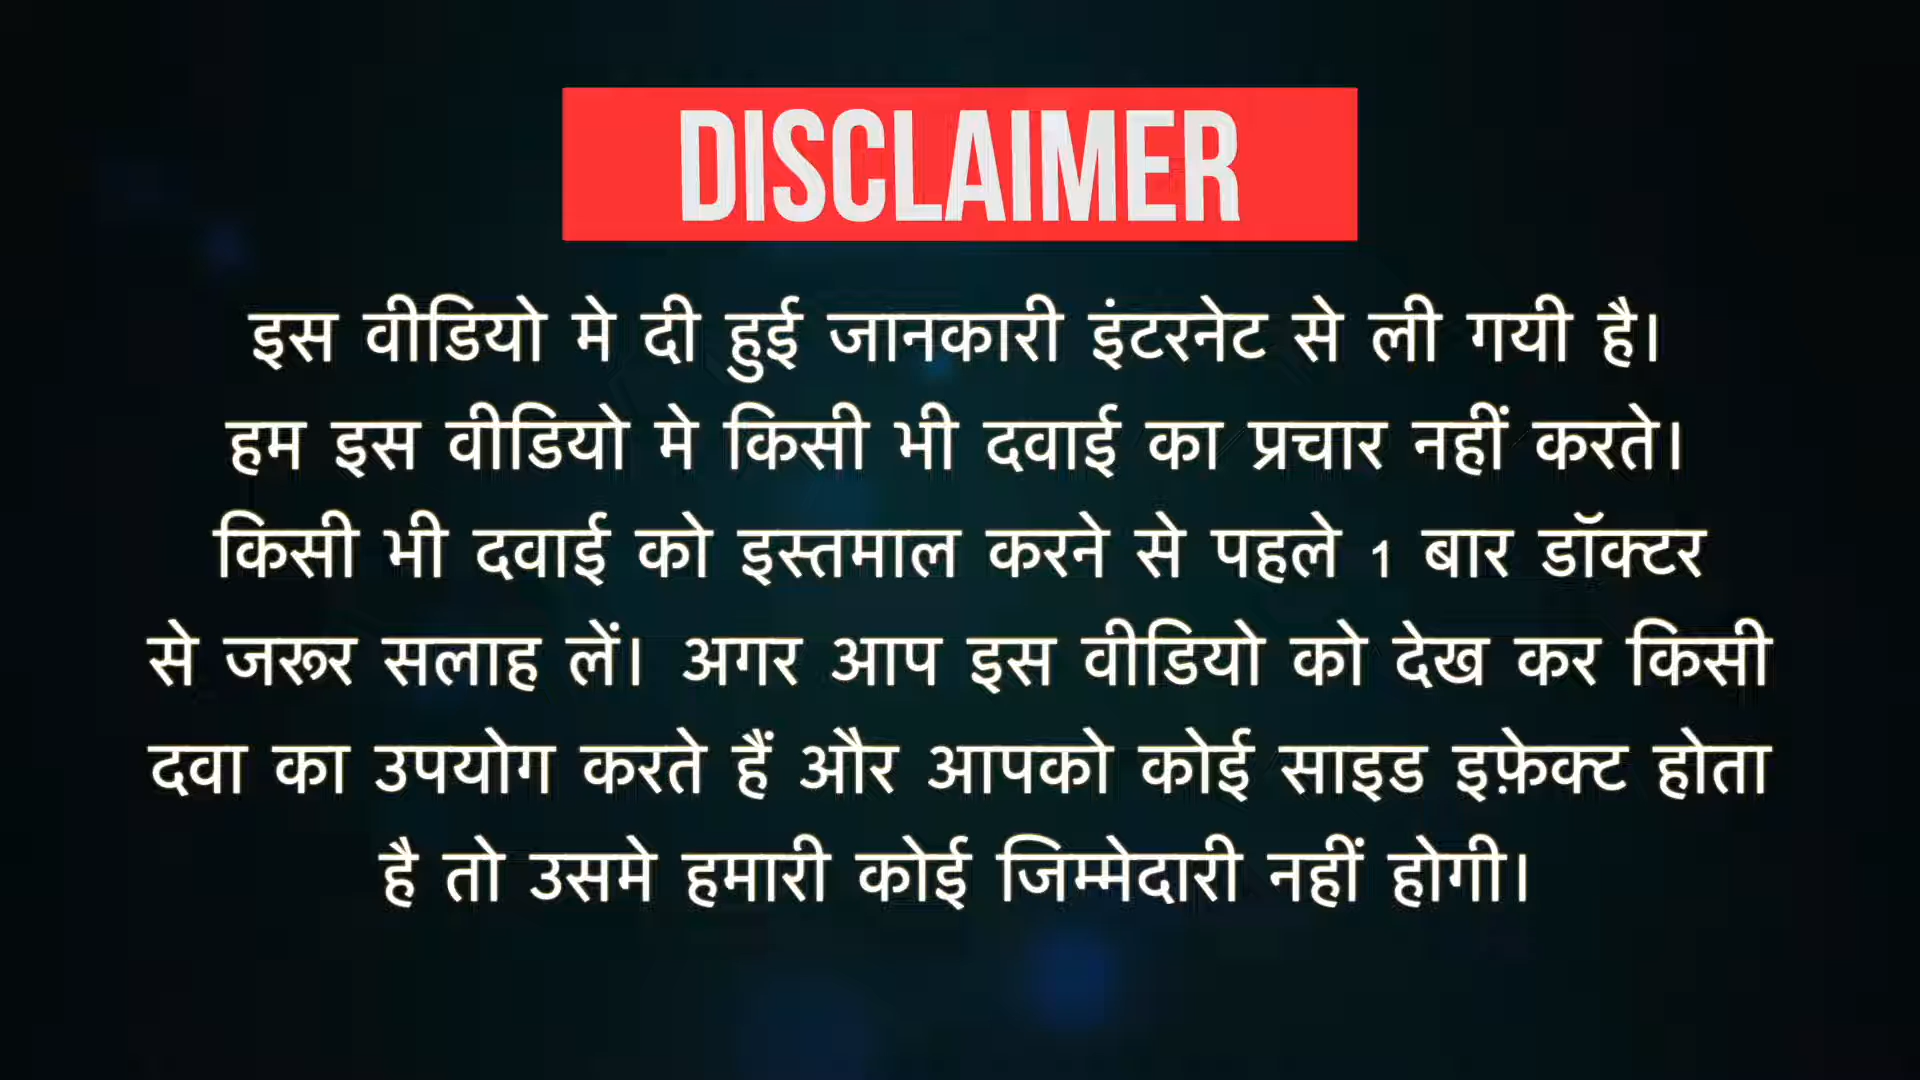 DISCLAIMER
इस वीडियो मे दी हुई जानकारी इंटरनेट से ली गयी है।
हम इस वीडियो मे किसी भी दवाई का प्रचार नहीं करते।
किसी भी दवाई को इस्तमाल करने से पहले 1 बार डॉक्टर
से जरूर सलाह लें। अगर आप इस वीडियो को देख कर किसी
दवा का उपयोग करते हैं और आपको कोई साइड इफ़ेक्ट होता
है तो उसमे हमारी कोई जिम्मेदारी नहीं होगी।